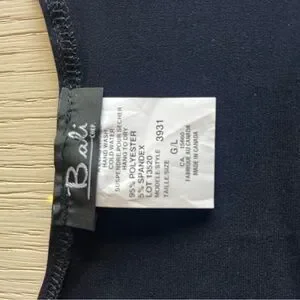 Bali
CORP.
HAND WASH
COLD WATER
SUSPENDRE POUR SECHER
HANG TO DRY
95% POLYESTER
5% SPANDEX
LOT 13520
MODELE-STYLE 3931
TAILLE-SIZE G/L
CA
FABRIQUE AU CANADA
MADE IN CANADA